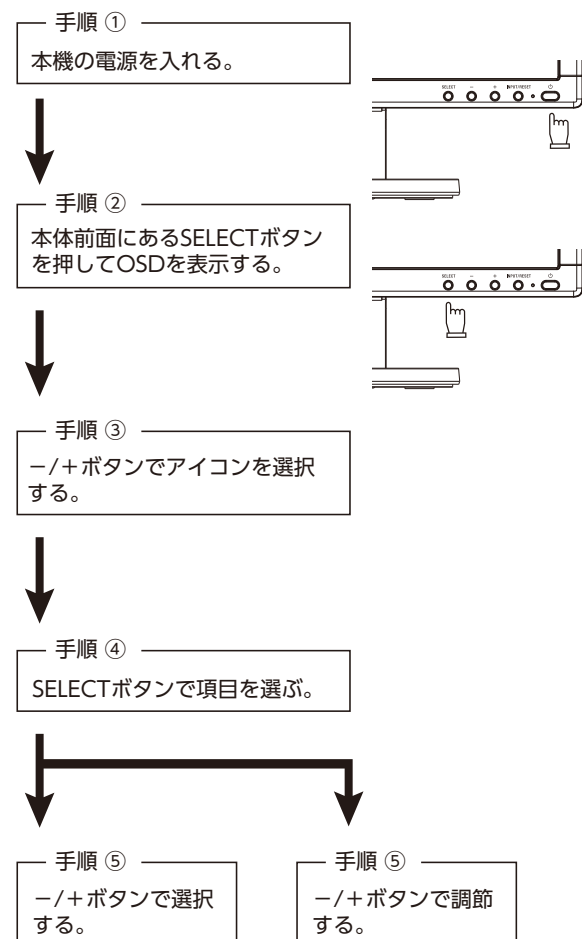 手順 ①
本機の電源を入れる。
SELECT － ＋ INPUT/RESET
手順 ②
本体前面にあるSELECTボタン
を押してOSDを表示する。
SELECT － ＋ INPUT/RESET
手順 ③
－/＋ボタンでアイコンを選択
する。
手順 ④
SELECTボタンで項目を選ぶ。
手順 ⑤
－/＋ボタンで選択
する。
手順 ⑤
－/＋ボタンで調節
する。